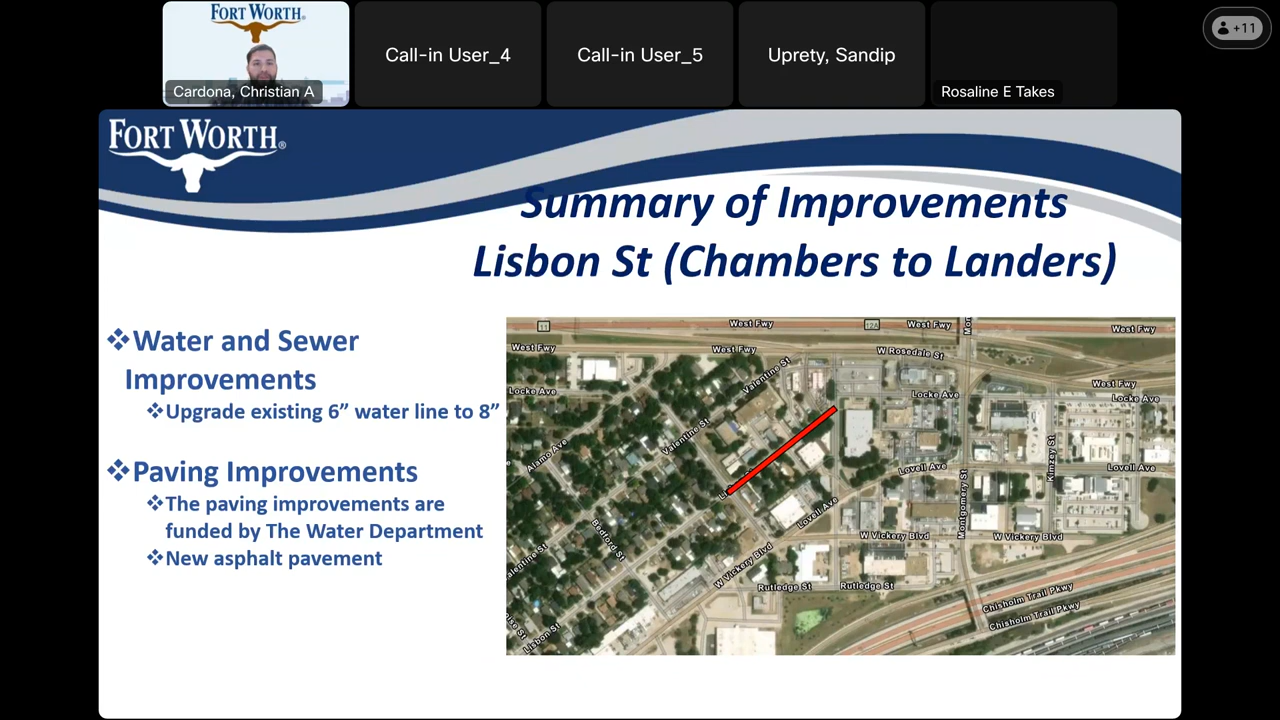 FORT WORTH
Cardona, Christian A
Call-in User_4
Call-in User_5
Uprety, Sandip
Rosaline E Takes
+11
FORT WORTH®
Summary of Improvements
Lisbon St (Chambers to Landers)
❖Water and Sewer
Improvements
❖Upgrade existing 6” water line to 8”
❖Paving Improvements
❖The paving improvements are
funded by The Water Department
❖New asphalt pavement
West Fwy
West Fwy
West Fwy
West Fwy
West Fwy
W Rosedale St
Valentine St
West Fwy
Locke Ave
Locke Ave
Locke Ave
Valentine St
Alamo Ave
Kimzey St
Lovell Ave
Lovell Ave
Montgomery St
Lovell Ave
Bedford St
W Vickery Blvd
W Vickery Blvd
W Vickery Blvd
Rutledge St
Rutledge St
Chisholm Trail Pkwy
Chisholm Trail Pkwy
Lisbon St